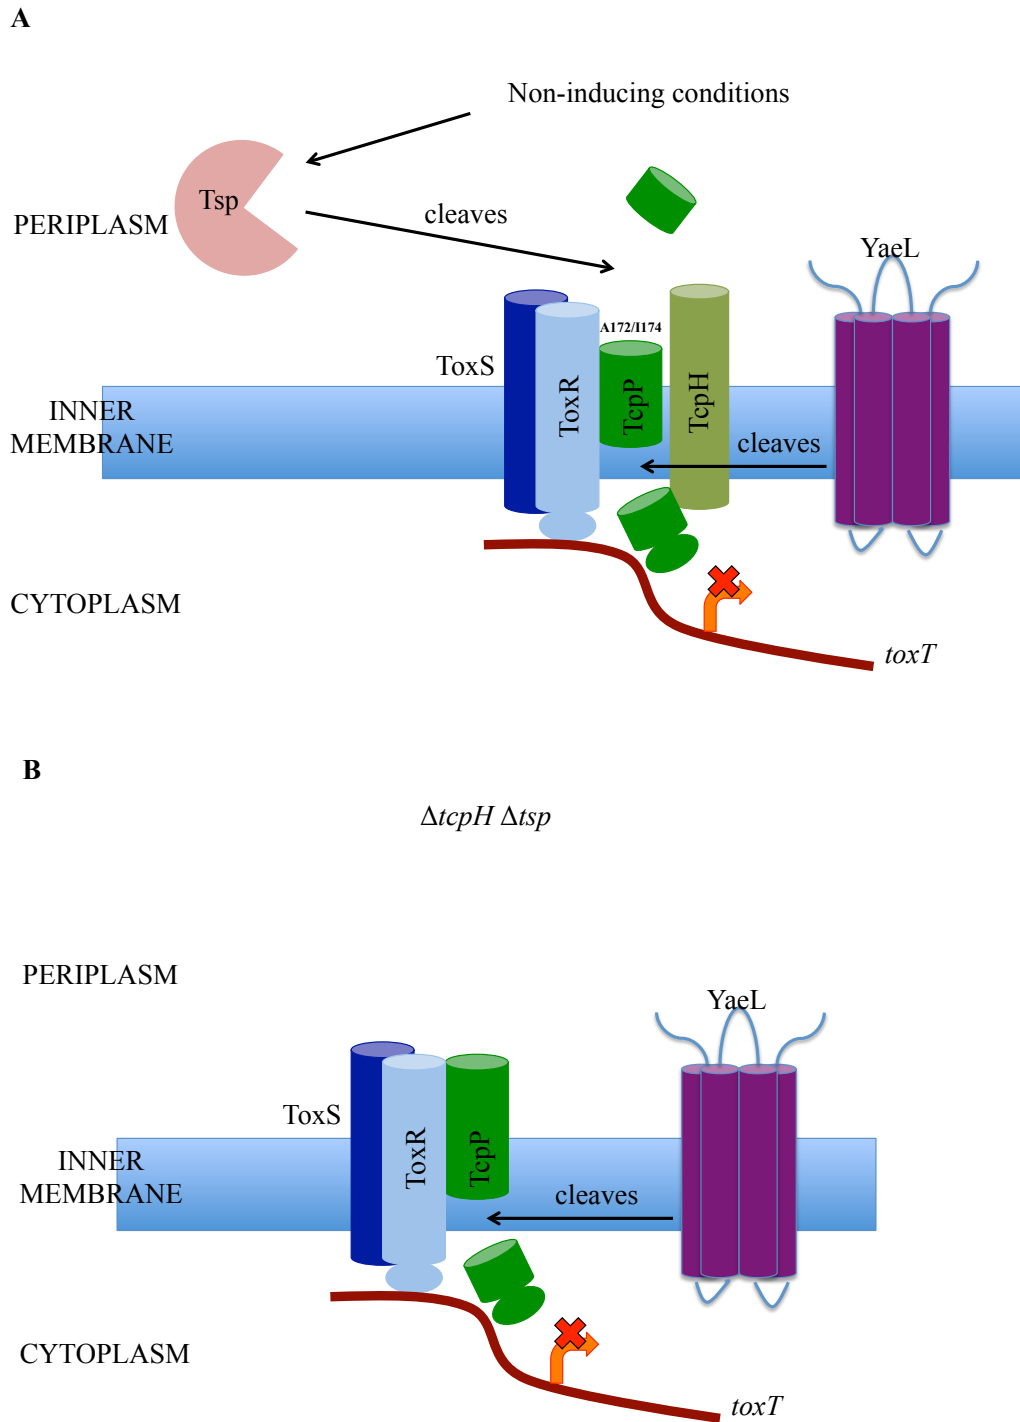 A
Non-inducing conditions
Tsp
cleaves
PERIPLASM
YaeL
A172/I174
ToxS
ToxR
TcpP
TcpH
INNER
MEMBRANE
cleaves
CYTOPLASM
toxT
B
ΔtcpH Δtsp
PERIPLASM
YaeL
ToxS
ToxR
TcpP
INNER
MEMBRANE
cleaves
CYTOPLASM
toxT